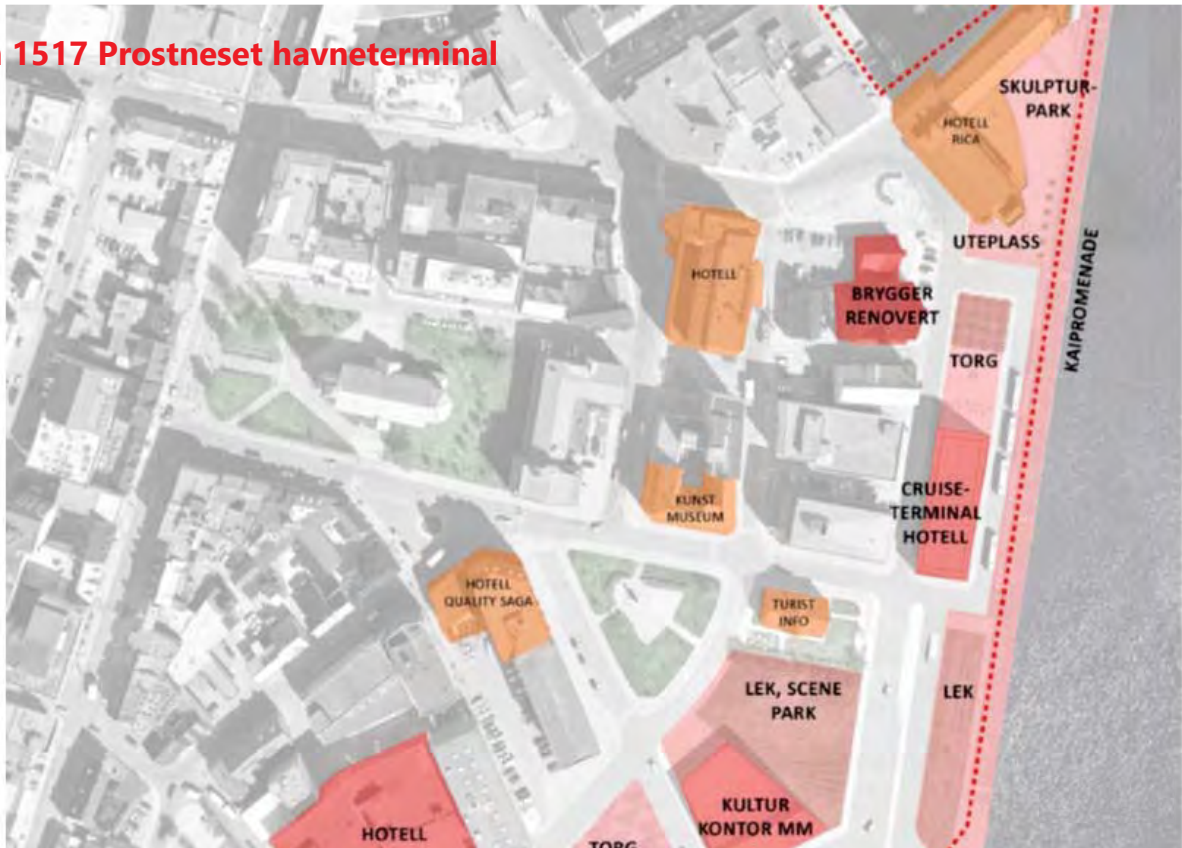 1517 Prostneset havneterminal
SKULPTUR-
PARK
HOTELL
RICA
UTEPLASS
KAIPROMENADE
HOTELL
BRYGGER
RENOVERT
TORG
KUNST
MUSEUM
CRUISE-
TERMINAL
HOTELL
HOTELL
QUALITY SAGA
TURIST
INFO
LEK, SCENE
PARK
LEK
KULTUR
KONTOR MM
HOTELL
TORG